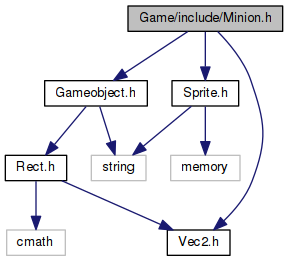 Game/include/Minion.h
Gameobject.h
Sprite.h
Rect.h
string
memory
cmath
Vec2.h